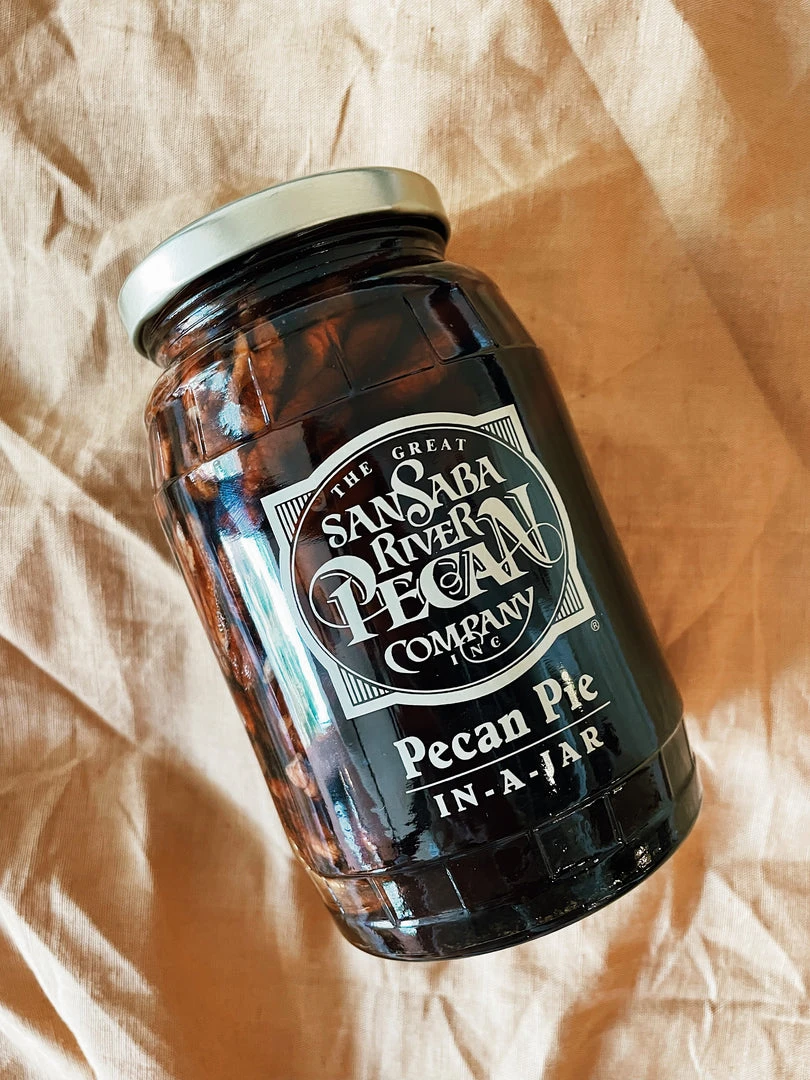 THE GREAT
SAN SABA
RIVER
PECAN
COMPANY
INC
®
Pecan Pie
IN-A-JAR